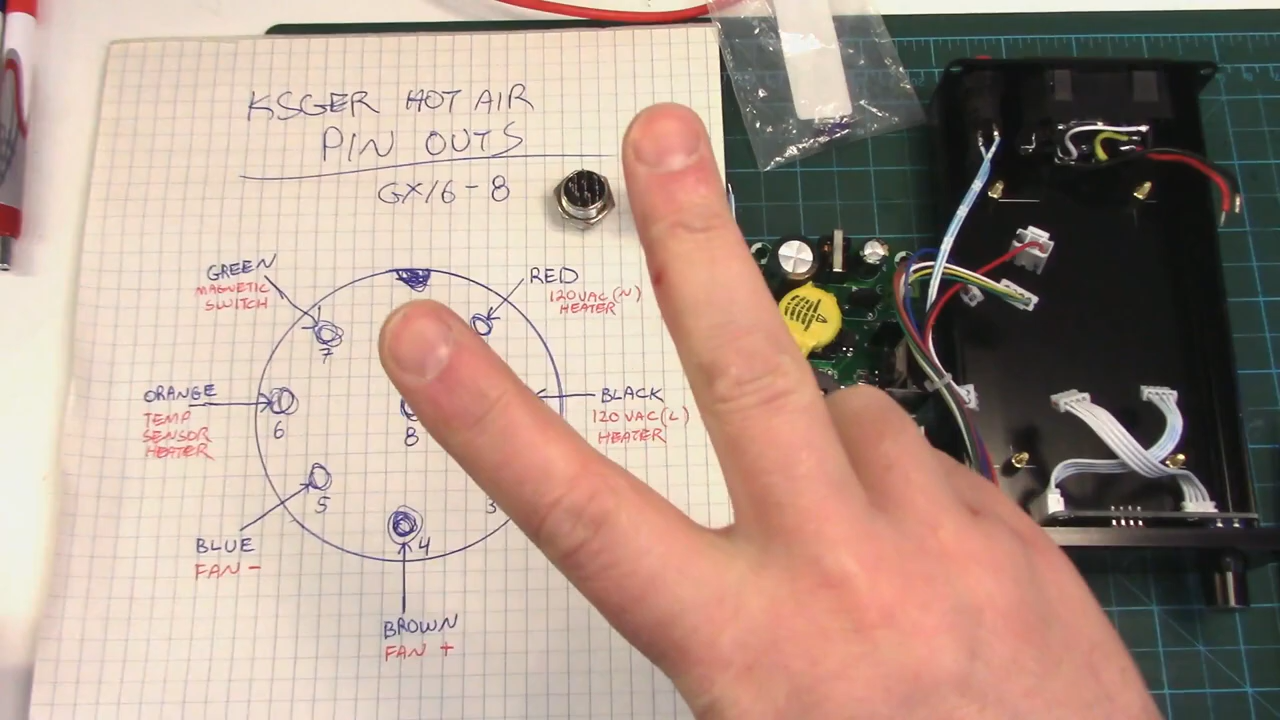 KSGER HOT AIR
PIN OUTS
GX16-8
GREEN
MAGNETIC
SWITCH
7
RED
120VAC(N)
HEATER
ORANGE
TEMP
SENSOR
HEATER
6
8
BLACK
120VAC(L)
HEATER
5
3
BLUE
FAN -
4
BROWN
FAN +